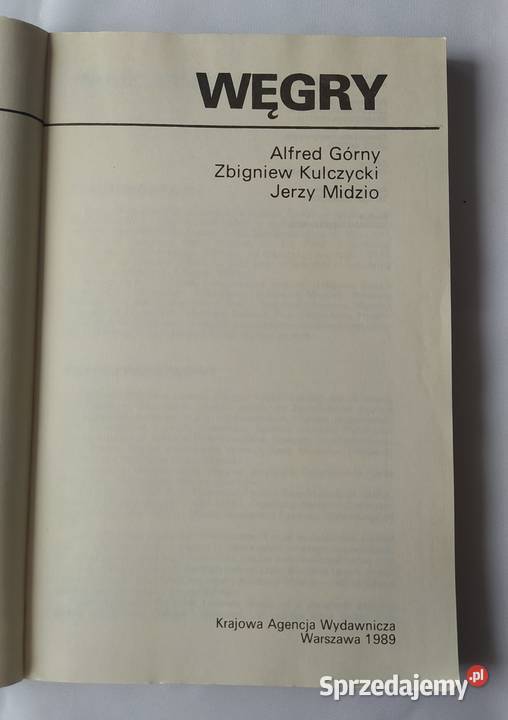 WĘGRY
Alfred Górny
Zbigniew Kulczycki
Jerzy Midzio
Krajowa Agencja Wydawnicza
Warszawa 1989
Sprzedajemy.pl